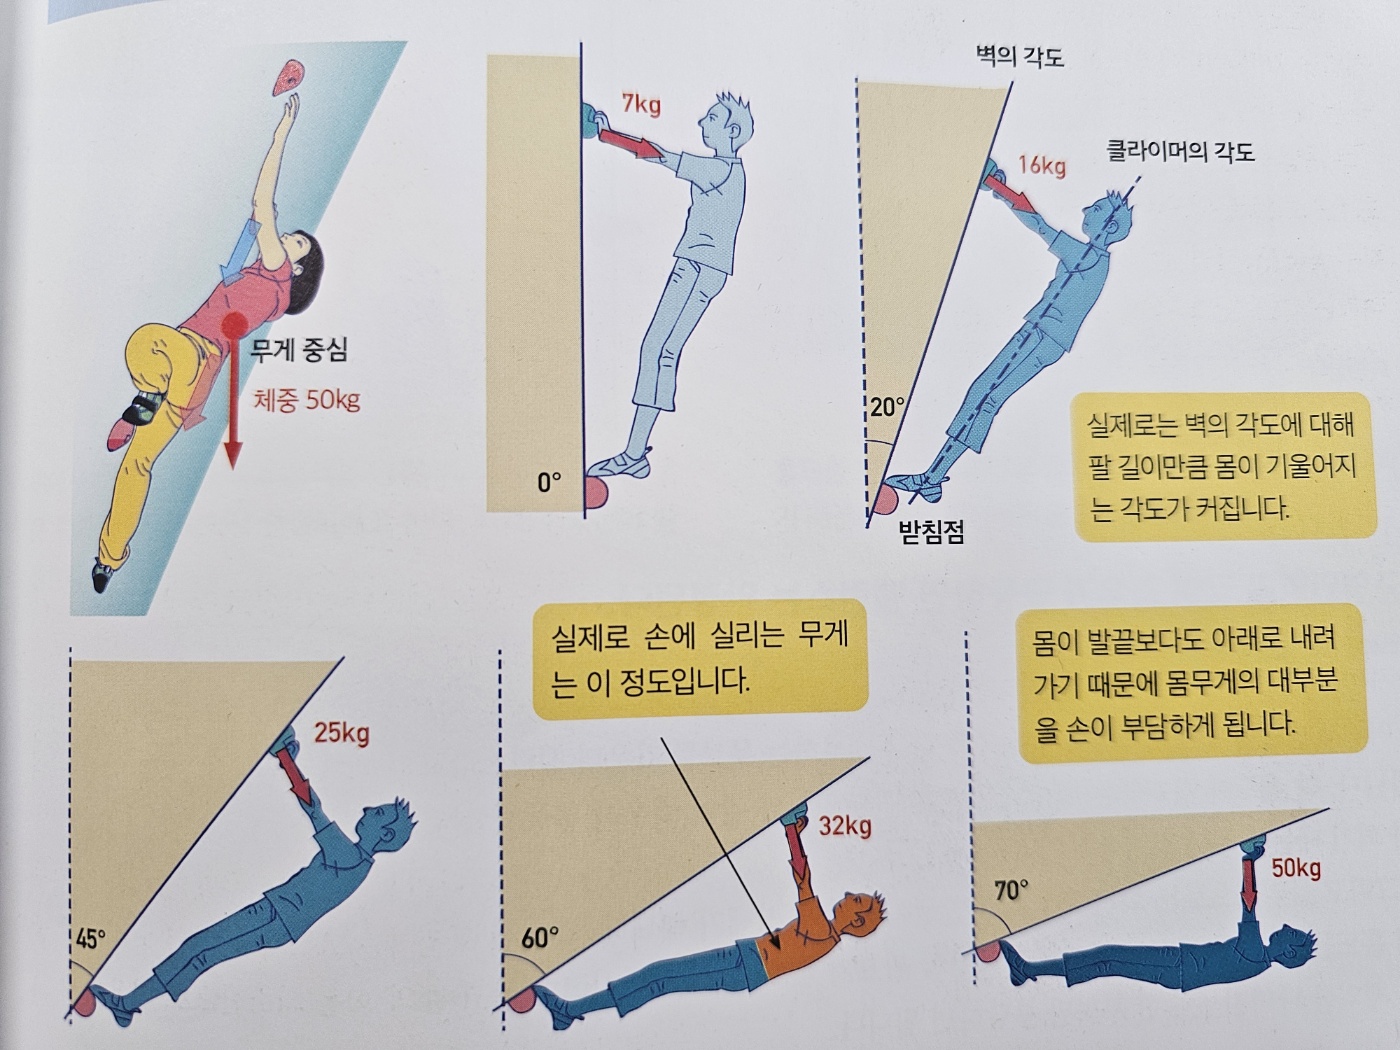 벽의 각도
7kg
16kg
클라이머의 각도
무게 중심
체중 50kg
0°
20°
받침점
실제로는 벽의 각도에 대해
팔 길이만큼 몸이 기울어지
는 각도가 커집니다.
25kg
45°
실제로 손에 실리는 무게
는 이 정도입니다.
32kg
60°
몸이 발끝보다도 아래로 내려
가기 때문에 몸무게의 대부분
을 손이 부담하게 됩니다.
50kg
70°